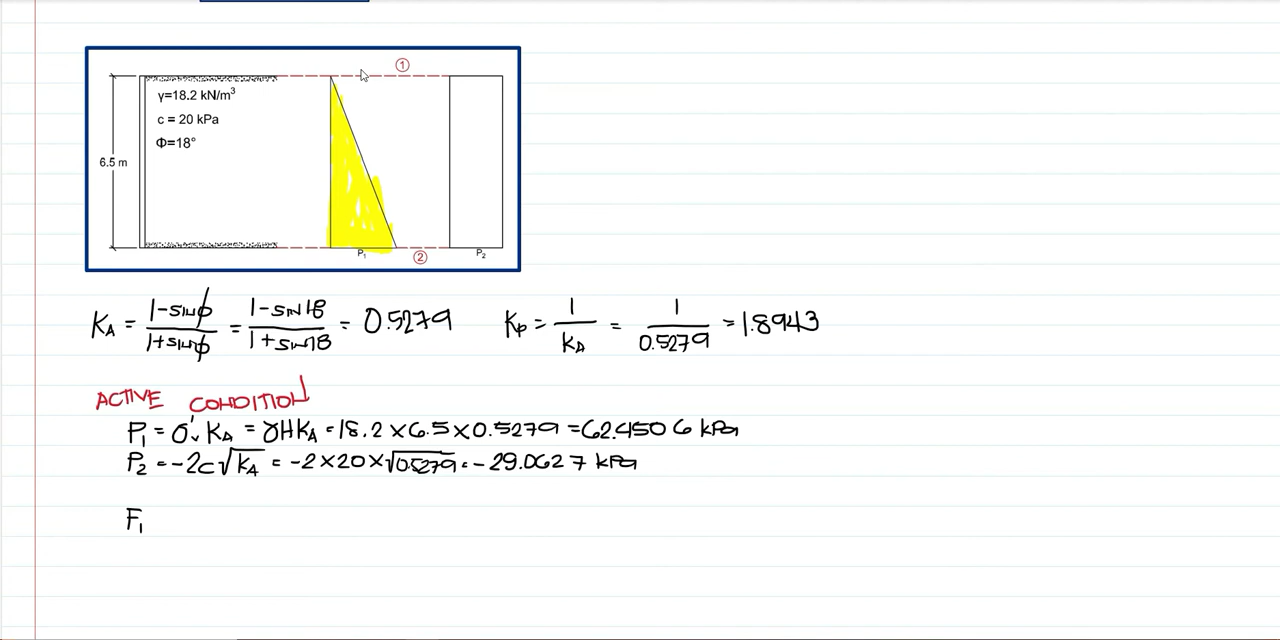 ①
γ=18.2 kN/m³
c = 20 kPa
Φ=18°
6.5 m
P₁
②
P₂
K_A = (1-sinϕ)/(1+sinϕ) = (1-sin18)/(1+sin18) = 0.5279
K_P = 1/K_A = 1/0.5279 = 1.8943
ACTIVE CONDITION
P₁ = σ'ᵥ K_A = γHK_A = 18.2×6.5×0.5279 = 62.4506 kPa
P₂ = -2c√K_A = -2×20×√0.5279 = -29.0627 kPa
F₁